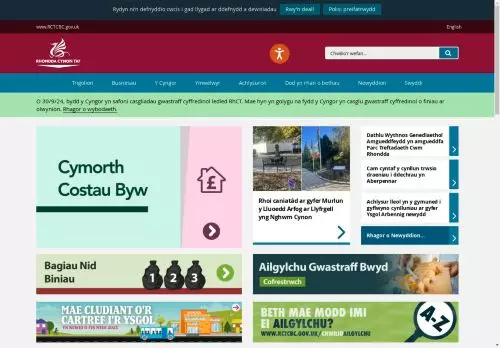 Rydyn ni'n defnyddio cwcis i gad llygar ar ddefnydd a dewisiadau
Rwy'n deall
Polisi preifatrwydd
www.RCTCBC.gov.uk
English
RHONDDA CYNON TAF
Chwilio'r wefan...
Trigolion
Busnesau
Y Cyngor
Ymwelwyr
Achlysuron
Dod yn rhan o bethau
Newyddion
Swyddi
O 30/9/24, bydd y Cyngor yn safoni casgliadau gwastraff cyffredinol ledled RhCT. Mae hyn yn golygu na fydd y Cyngor yn casglu gwastraff cyffredinol o finiau ar
olwynion. Rhagor o wybodaeth.
Cymorth
Costau Byw
£
Rhoi caniatâd ar gyfer Murlun
y Lluoedd Arfog ar Llyfrgell
yng Nghwm Cynon
Dathlu Wythnos Genedlaethol
Amgueddfeydd yn amgueddfa
Parc Treftadaeth Cwm
Rhondda
Cam cyntaf y cynllun trwsio
draeniau i ddechrau yn
Aberpennar
Achlysur lleol yn y gymuned i
gyflwyno cynlluniau ar gyfer
Ysgol Arbennig newydd
Rhagor o Newyddion...
Bagiau Nid
Biniau
1 2 3
Ailgylchu Gwastraff Bwyd
Cofrestrwch
MAE CLUDIANT O'R
CARTREF I'R YSGOL
BETH MAE MODD IMI
EI AILGYLCHU?
WWW.RCTCBC.GOV.UK/CHWILIOAILGYLCHU
A-Z